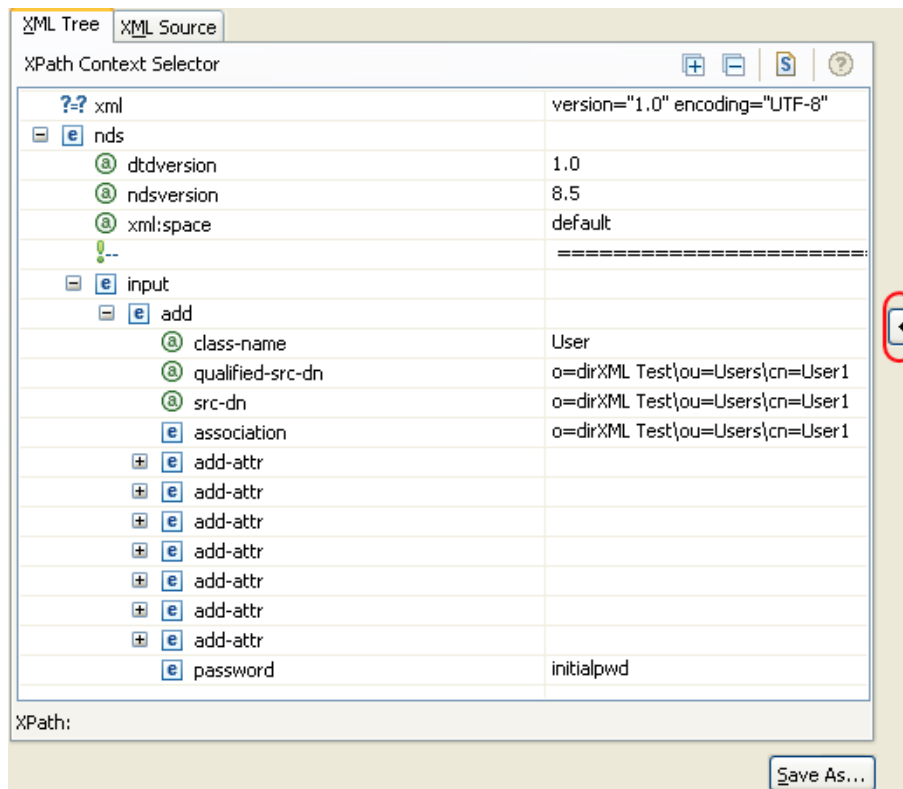 XML Tree XML Source
XPath Context Selector
?=? xml version="1.0" encoding="UTF-8"
e nds
a dtdversion 1.0
a ndsversion 8.5
a xml:space default
!-- ======================
e input
e add
a class-name User
a qualified-src-dn o=dirXML Test\ou=Users\cn=User1
a src-dn o=dirXML Test\ou=Users\cn=User1
e association o=dirXML Test\ou=Users\cn=User1
e add-attr
e add-attr
e add-attr
e add-attr
e add-attr
e add-attr
e add-attr
e password initialpwd
XPath:
Save As...